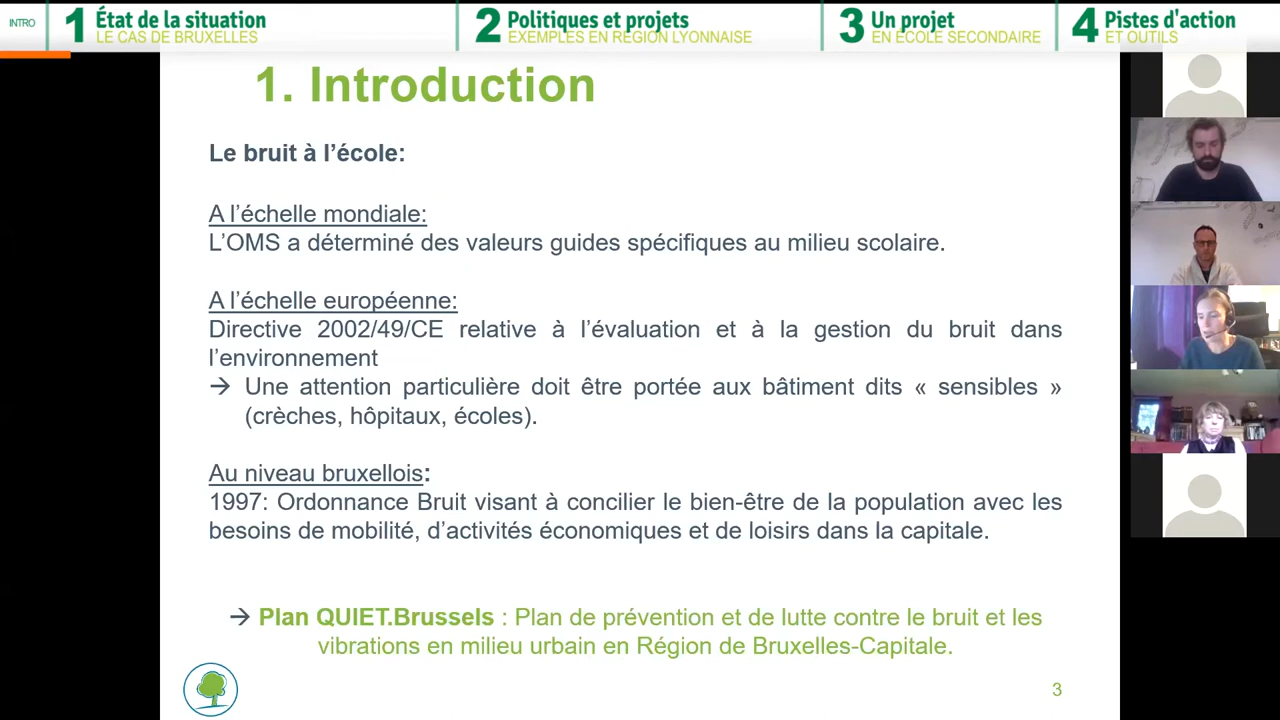 INTRO
1 État de la situation
LE CAS DE BRUXELLES
2 Politiques et projets
EXEMPLES EN RÉGION LYONNAISE
3 Un projet
EN ÉCOLE SECONDAIRE
4 Pistes d'action
ET OUTILS
1. Introduction
Le bruit à l’école:
A l’échelle mondiale:
L’OMS a déterminé des valeurs guides spécifiques au milieu scolaire.
A l’échelle européenne:
Directive 2002/49/CE relative à l’évaluation et à la gestion du bruit dans
l’environnement
→ Une attention particulière doit être portée aux bâtiment dits « sensibles »
(crèches, hôpitaux, écoles).
Au niveau bruxellois:
1997: Ordonnance Bruit visant à concilier le bien-être de la population avec les
besoins de mobilité, d’activités économiques et de loisirs dans la capitale.
→ Plan QUIET.Brussels : Plan de prévention et de lutte contre le bruit et les
vibrations en milieu urbain en Région de Bruxelles-Capitale.
3